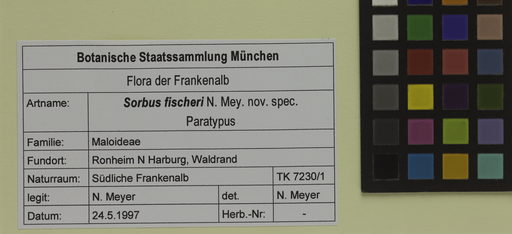 Botanische Staatssammlung München
Flora der Frankenalb
Artname: Sorbus fischeri N. Mey. nov. spec.
Paratypus
Familie: Maloideae
Fundort: Ronheim N Harburg, Waldrand
Naturraum: Südliche Frankenalb TK 7230/1
legit: N. Meyer det. N. Meyer
Datum: 24.5.1997 Herb.-Nr: -